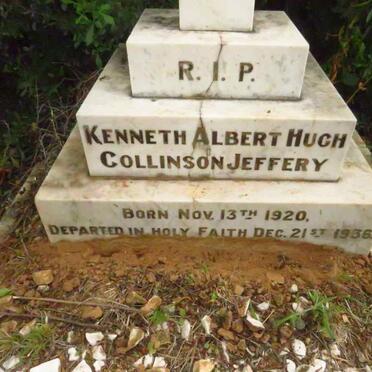 R.I.P.
KENNETH ALBERT HUGH
COLLINSON JEFFERY
BORN NOV. 13TH 1920.
DEPARTED IN HOLY FAITH DEC. 21ST 1936.